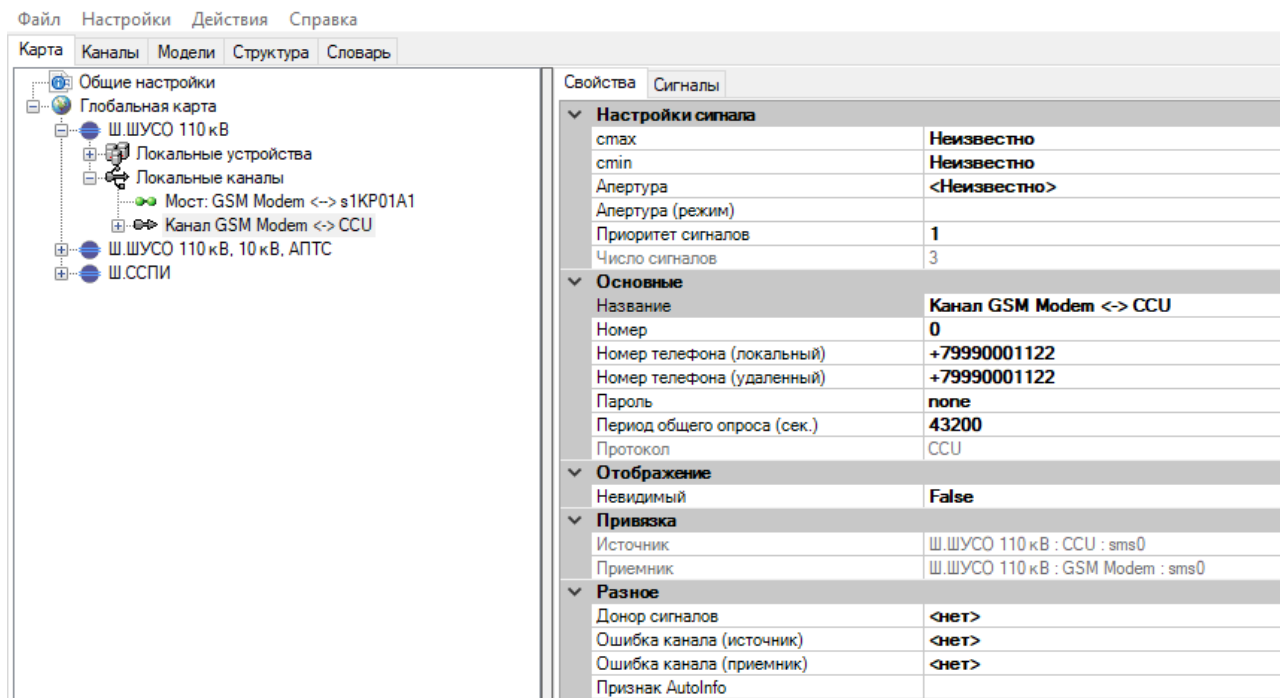 Файл Настройки Действия Справка
Карта Каналы Модели Структура Словарь
Общие настройки
Глобальная карта
Ш.ШУСО 110 кВ
Локальные устройства
Локальные каналы
Мост: GSM Modem <--> s1KP01A1
Канал GSM Modem <-> CCU
Ш.ШУСО 110 кВ, 10 кВ, АПТС
Ш.ССПИ
Свойства Сигналы
Настройки сигнала
cmax Неизвестно
cmin Неизвестно
Апертура <Неизвестно>
Апертура (режим)
Приоритет сигналов 1
Число сигналов 3
Основные
Название Канал GSM Modem <-> CCU
Номер 0
Номер телефона (локальный) +79990001122
Номер телефона (удаленный) +79990001122
Пароль none
Период общего опроса (сек.) 43200
Протокол CCU
Отображение
Невидимый False
Привязка
Источник Ш.ШУСО 110 кВ : CCU : sms0
Приемник Ш.ШУСО 110 кВ : GSM Modem : sms0
Разное
Донор сигналов <нет>
Ошибка канала (источник) <нет>
Ошибка канала (приемник) <нет>
Признак AutoInfo